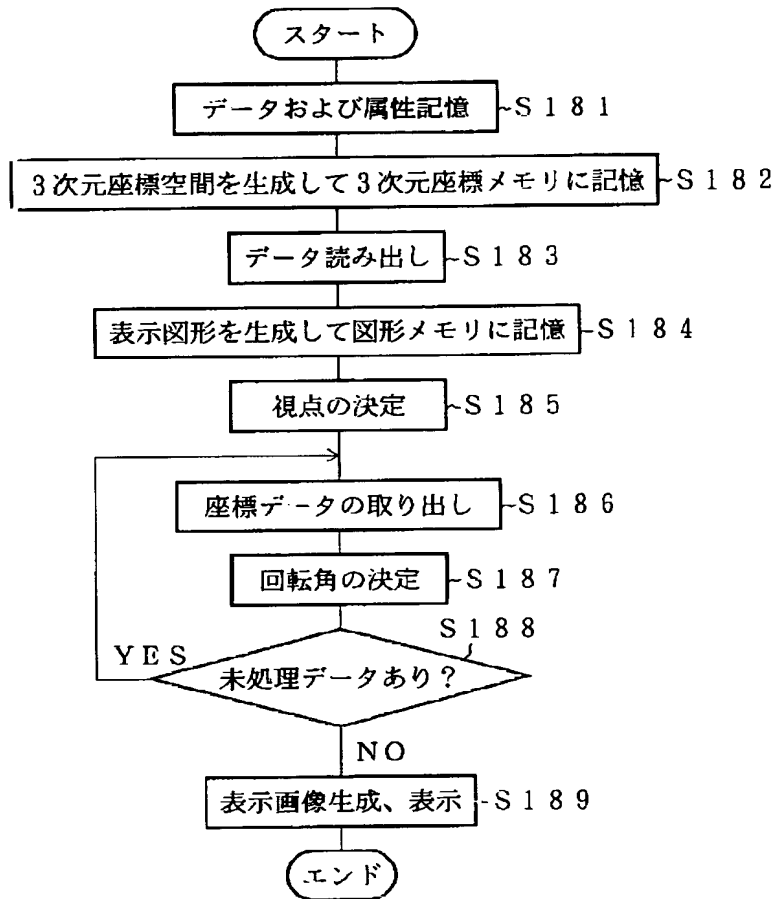 スタート
データおよび属性記憶 ~S181
3次元座標空間を生成して3次元座標メモリに記憶 ~S182
データ読み出し ~S183
表示図形を生成して図形メモリに記憶 ~S184
視点の決定 ~S185
座標データの取り出し ~S186
回転角の決定 ~S187
S188
YES
未処理データあり?
NO
表示画像生成、表示 ~S189
エンド